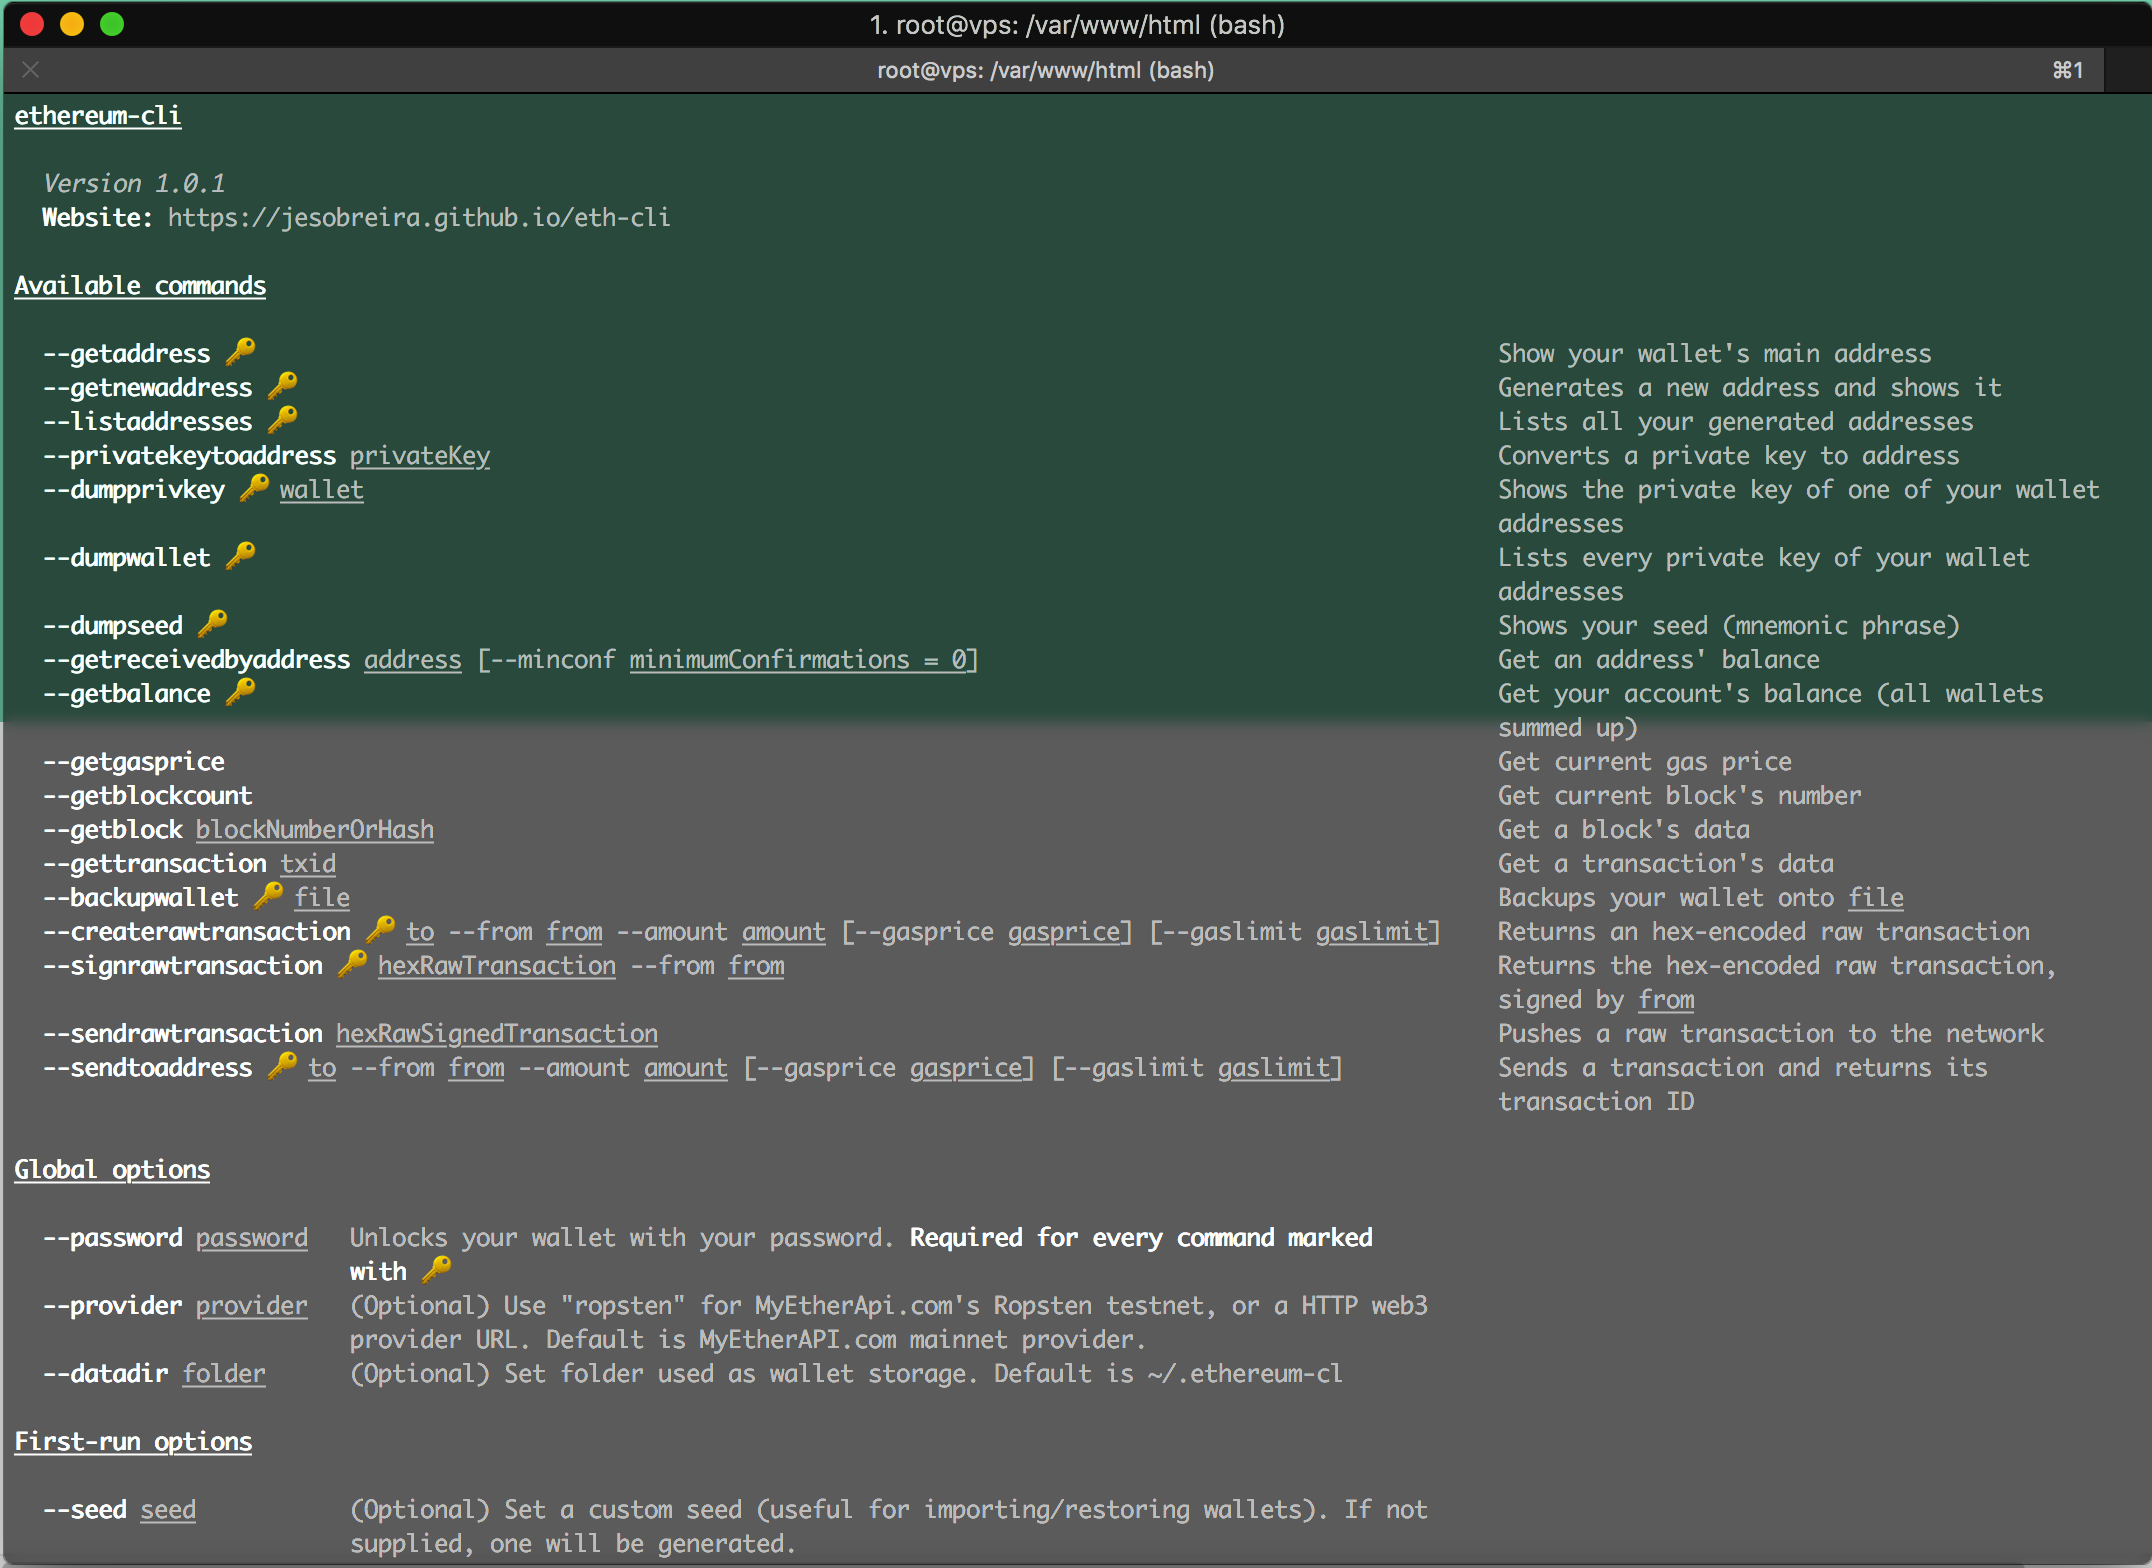 1. root@vps: /var/www/html (bash)
root@vps: /var/www/html (bash) ⌘1
ethereum-cli
Version 1.0.1
Website: https://jesobreira.github.io/eth-cli
Available commands
--getaddress 🔑 Show your wallet's main address
--getnewaddress 🔑 Generates a new address and shows it
--listaddresses 🔑 Lists all your generated addresses
--privatekeytoaddress privateKey Converts a private key to address
--dumpprivkey 🔑 wallet Shows the private key of one of your wallet
addresses
--dumpwallet 🔑 Lists every private key of your wallet
addresses
--dumpseed 🔑 Shows your seed (mnemonic phrase)
--getreceivedbyaddress address [--minconf minimumConfirmations = 0] Get an address' balance
--getbalance 🔑 Get your account's balance (all wallets
summed up)
--getgasprice Get current gas price
--getblockcount Get current block's number
--getblock blockNumberOrHash Get a block's data
--gettransaction txid Get a transaction's data
--backupwallet 🔑 file Backups your wallet onto file
--createrawtransaction 🔑 to --from from --amount amount [--gasprice gasprice] [--gaslimit gaslimit] Returns an hex-encoded raw transaction
--signrawtransaction 🔑 hexRawTransaction --from from Returns the hex-encoded raw transaction,
signed by from
--sendrawtransaction hexRawSignedTransaction Pushes a raw transaction to the network
--sendtoaddress 🔑 to --from from --amount amount [--gasprice gasprice] [--gaslimit gaslimit] Sends a transaction and returns its
transaction ID
Global options
--password password Unlocks your wallet with your password. Required for every command marked
with 🔑
--provider provider (Optional) Use "ropsten" for MyEtherApi.com's Ropsten testnet, or a HTTP web3
provider URL. Default is MyEtherAPI.com mainnet provider.
--datadir folder (Optional) Set folder used as wallet storage. Default is ~/.ethereum-cl
First-run options
--seed seed (Optional) Set a custom seed (useful for importing/restoring wallets). If not
supplied, one will be generated.